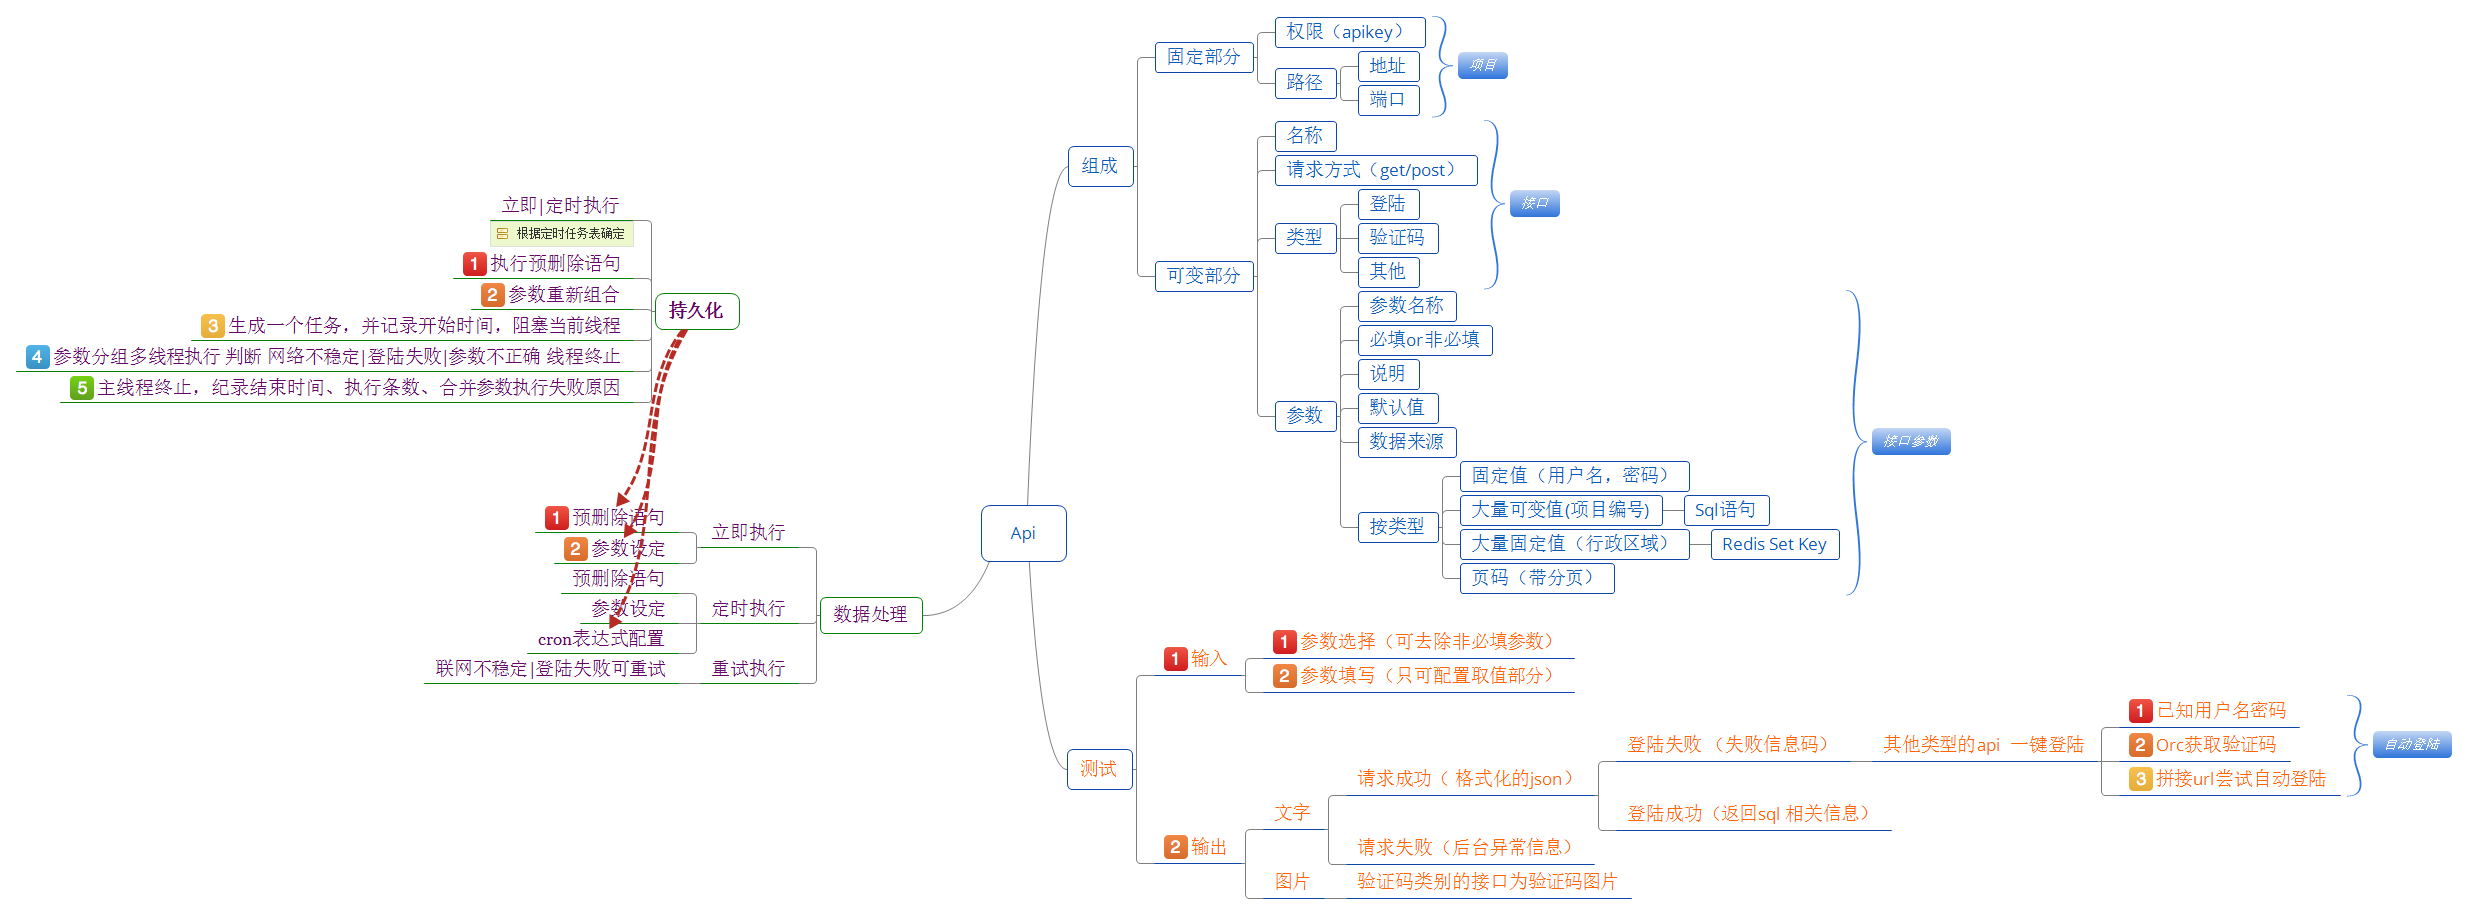 Api
组成
固定部分
权限（apikey）
路径
地址
端口
项目
可变部分
名称
请求方式（get/post）
类型
登陆
验证码
其他
接口
参数
参数名称
必填or非必填
说明
默认值
数据来源
按类型
固定值（用户名，密码）
大量可变值(项目编号)
Sql语句
大量固定值（行政区域）
Redis Set Key
页码（带分页）
接口参数
测试
1 输入
1 参数选择（可去除非必填参数）
2 参数填写（只可配置取值部分）
2 输出
文字
请求成功（ 格式化的json）
登陆失败 （失败信息码）
其他类型的api 一键登陆
1 已知用户名密码
2 Orc获取验证码
3 拼接url尝试自动登陆
自动登陆
登陆成功（返回sql 相关信息）
请求失败（后台异常信息）
图片
验证码类别的接口为验证码图片
数据处理
立即执行
1 预删除语句
2 参数设定
定时执行
预删除语句
参数设定
cron表达式配置
重试执行
联网不稳定|登陆失败可重试
持久化
立即|定时执行
根据定时任务表确定
1 执行预删除语句
2 参数重新组合
3 生成一个任务，并记录开始时间，阻塞当前线程
4 参数分组多线程执行 判断 网络不稳定|登陆失败|参数不正确 线程终止
5 主线程终止，纪录结束时间、执行条数、合并参数执行失败原因